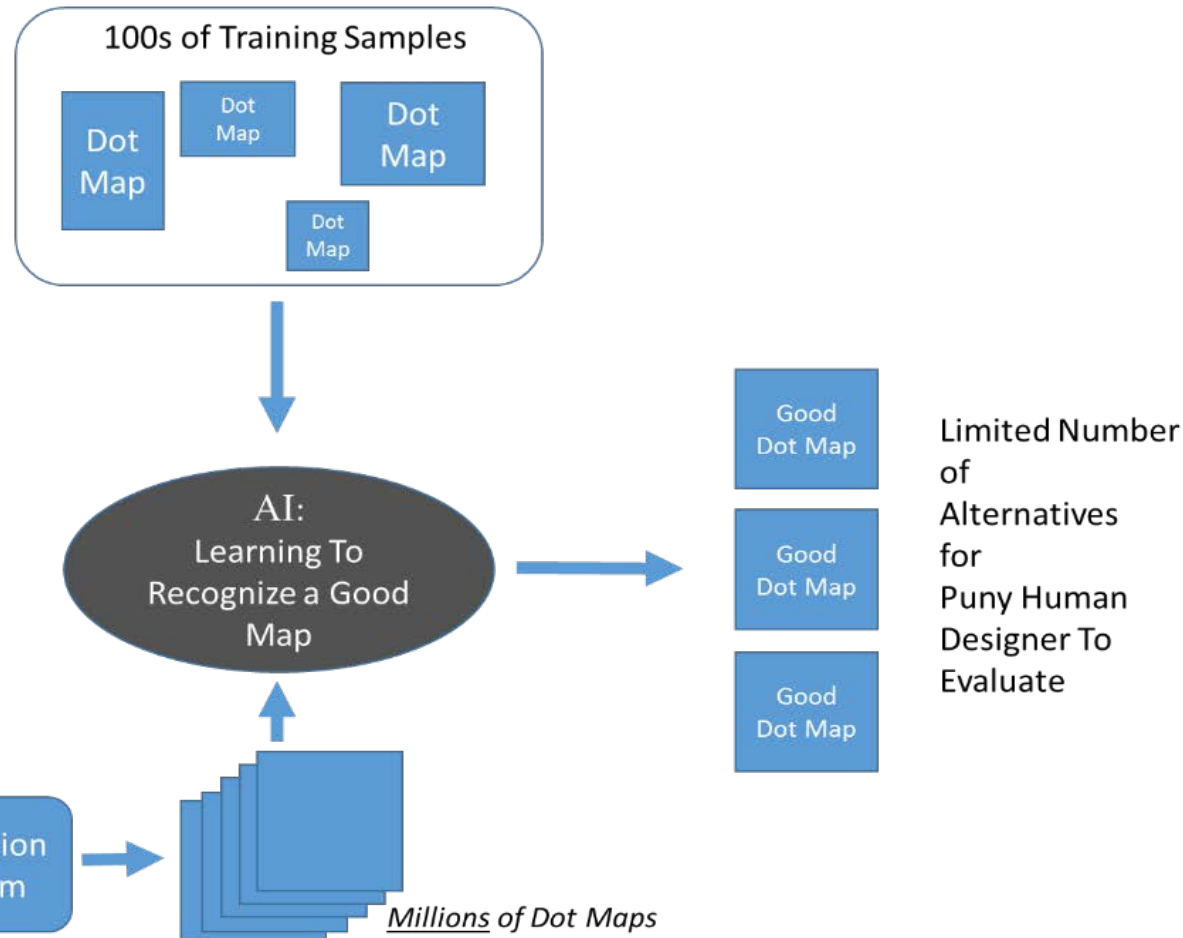 100s of Training Samples
Dot
Map
Dot
Map
Dot
Map
Dot
Map
AI:
Learning To
Recognize a Good
Map
Good
Dot Map
Good
Dot Map
Good
Dot Map
Limited Number
of
Alternatives
for
Puny Human
Designer To
Evaluate
Millions of Dot Maps